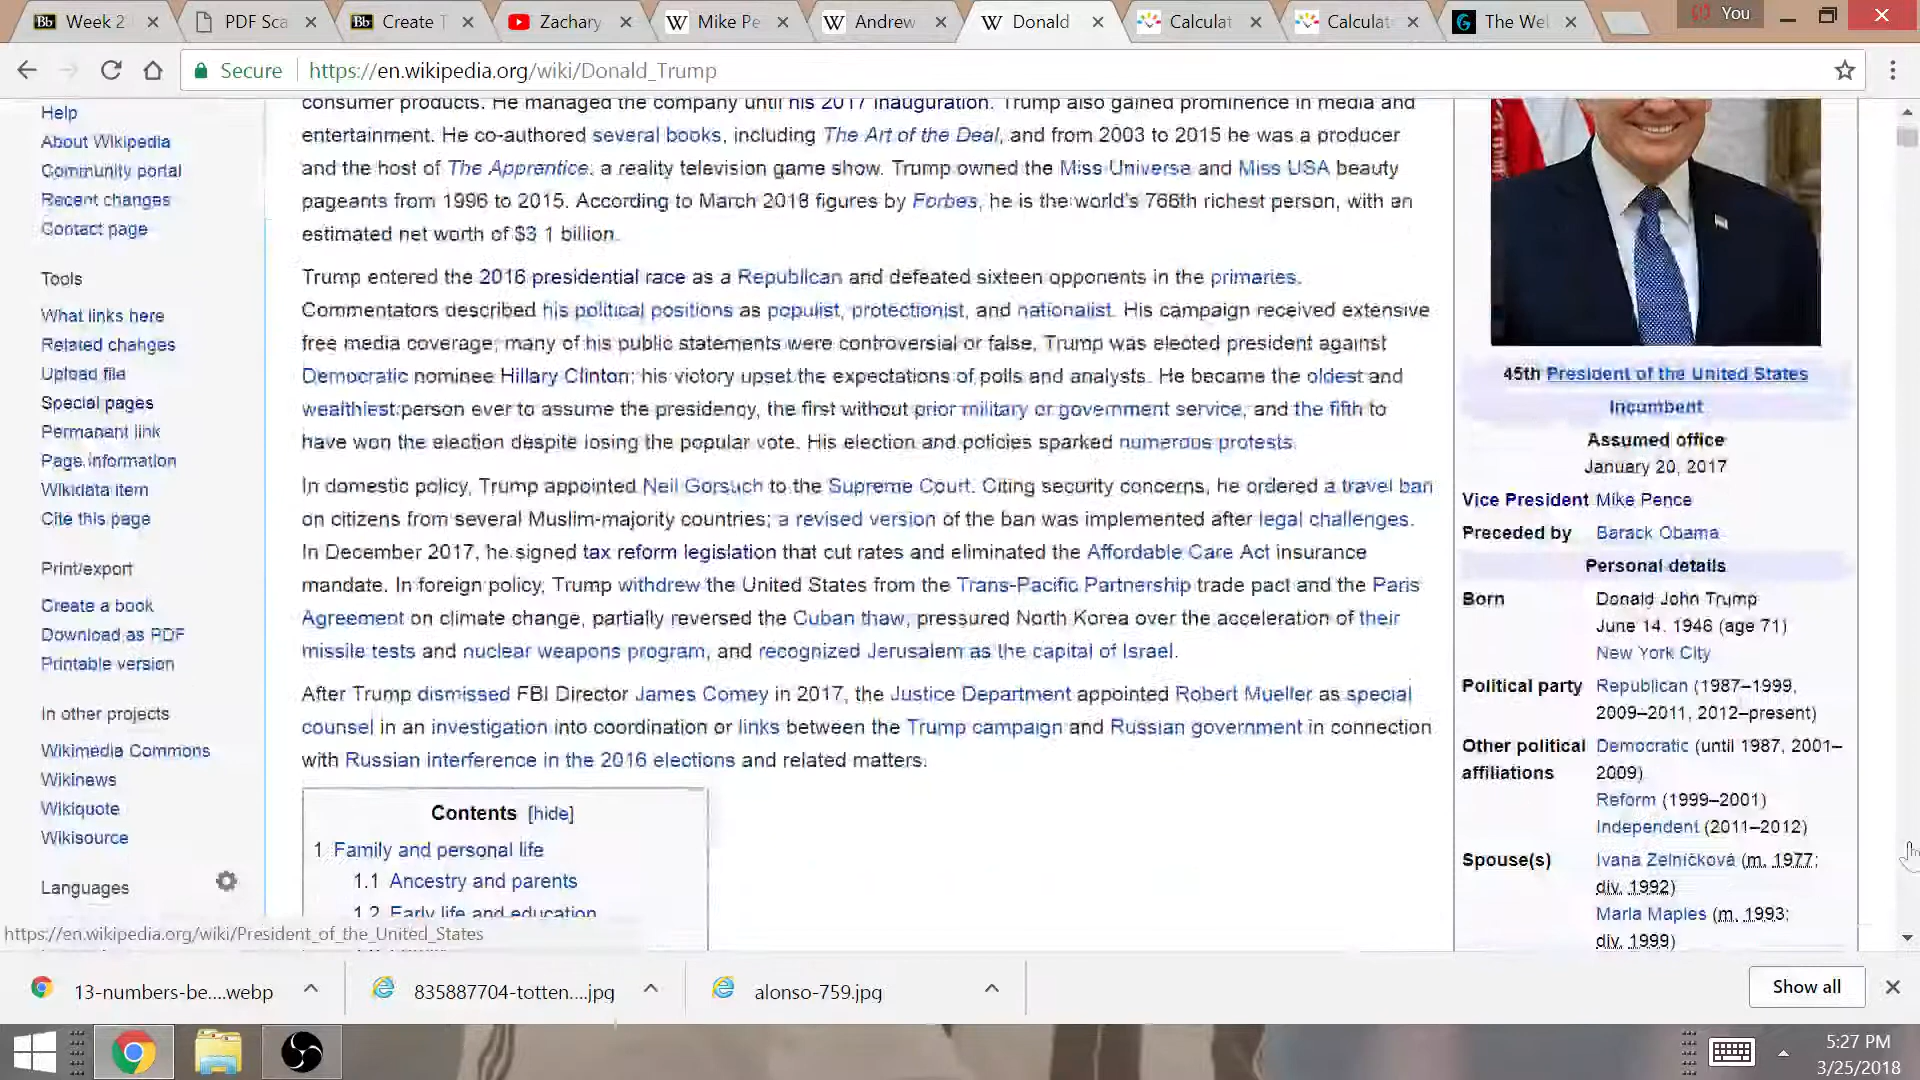 Week 2
PDF Sca
Create T
Zachary
Mike Pe
Andrew
Donald
Calculat
Calculat
The Wel
You
Secure
https://en.wikipedia.org/wiki/Donald_Trump
Help
About Wikipedia
Community portal
Recent changes
Contact page
Tools
What links here
Related changes
Upload file
Special pages
Permanent link
Page information
Wikidata item
Cite this page
Print/export
Create a book
Download as PDF
Printable version
In other projects
Wikimedia Commons
Wikinews
Wikiquote
Wikisource
Languages
consumer products. He managed the company until his 2017 inauguration. Trump also gained prominence in media and
entertainment. He co-authored several books, including The Art of the Deal, and from 2003 to 2015 he was a producer
and the host of The Apprentice, a reality television game show. Trump owned the Miss Universe and Miss USA beauty
pageants from 1996 to 2015. According to March 2018 figures by Forbes, he is the world's 766th richest person, with an
estimated net worth of $3.1 billion.
Trump entered the 2016 presidential race as a Republican and defeated sixteen opponents in the primaries.
Commentators described his political positions as populist, protectionist, and nationalist. His campaign received extensive
free media coverage; many of his public statements were controversial or false. Trump was elected president against
Democratic nominee Hillary Clinton; his victory upset the expectations of polls and analysts. He became the oldest and
wealthiest person ever to assume the presidency, the first without prior military or government service, and the fifth to
have won the election despite losing the popular vote. His election and policies sparked numerous protests.
In domestic policy, Trump appointed Neil Gorsuch to the Supreme Court. Citing security concerns, he ordered a travel ban
on citizens from several Muslim-majority countries; a revised version of the ban was implemented after legal challenges.
In December 2017, he signed tax reform legislation that cut rates and eliminated the Affordable Care Act insurance
mandate. In foreign policy, Trump withdrew the United States from the Trans-Pacific Partnership trade pact and the Paris
Agreement on climate change, partially reversed the Cuban thaw, pressured North Korea over the acceleration of their
missile tests and nuclear weapons program, and recognized Jerusalem as the capital of Israel.
After Trump dismissed FBI Director James Comey in 2017, the Justice Department appointed Robert Mueller as special
counsel in an investigation into coordination or links between the Trump campaign and Russian government in connection
with Russian interference in the 2016 elections and related matters.
Contents [hide]
1 Family and personal life
1.1 Ancestry and parents
1.2 Early life and education
45th President of the United States
Incumbent
Assumed office
January 20, 2017
Vice President Mike Pence
Preceded by Barack Obama
Personal details
Born Donald John Trump
June 14, 1946 (age 71)
New York City
Political party Republican (1987–1999,
2009–2011, 2012–present)
Other political Democratic (until 1987, 2001–
affiliations 2009)
Reform (1999–2001)
Independent (2011–2012)
Spouse(s) Ivana Zelníčková (m. 1977;
div. 1992)
Marla Maples (m. 1993;
div. 1999)
https://en.wikipedia.org/wiki/President_of_the_United_States
13-numbers-be....webp
835887704-totten....jpg
alonso-759.jpg
Show all
5:27 PM
3/25/2018